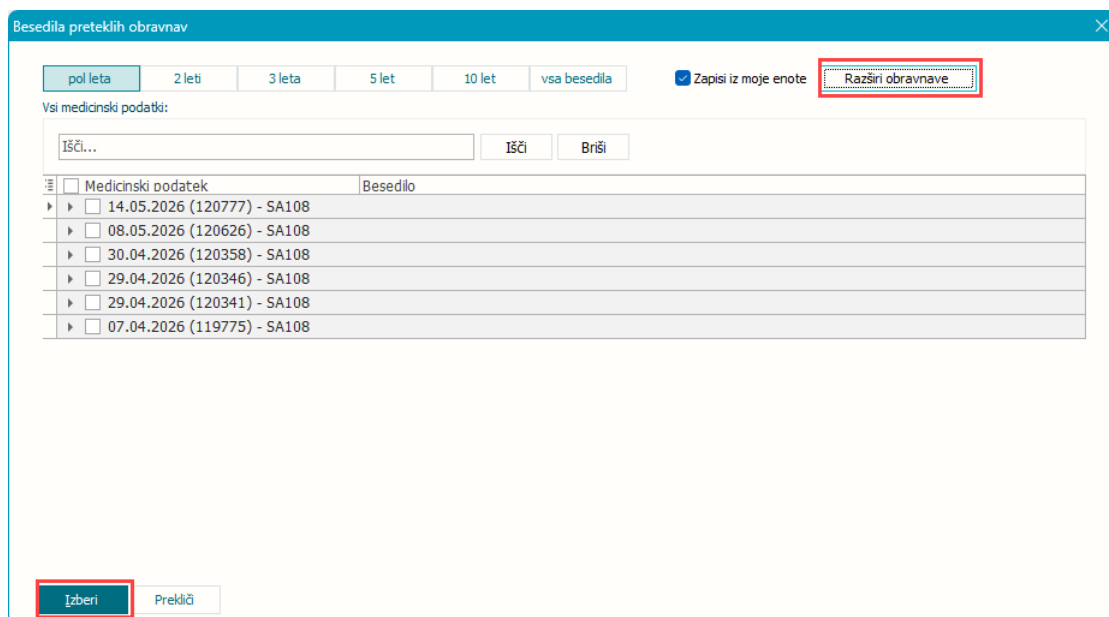 Besedila preteklih obravnav
pol leta 2 leti 3 leta 5 let 10 let vsa besedila Zapisi iz moje enote Razširi obravnave
Vsi medicinski podatki:
Išči... Išči Briši
Medicinski podatek Besedilo
14.05.2026 (120777) - SA108
08.05.2026 (120626) - SA108
30.04.2026 (120358) - SA108
29.04.2026 (120346) - SA108
29.04.2026 (120341) - SA108
07.04.2026 (119775) - SA108
Izberi Prekliči